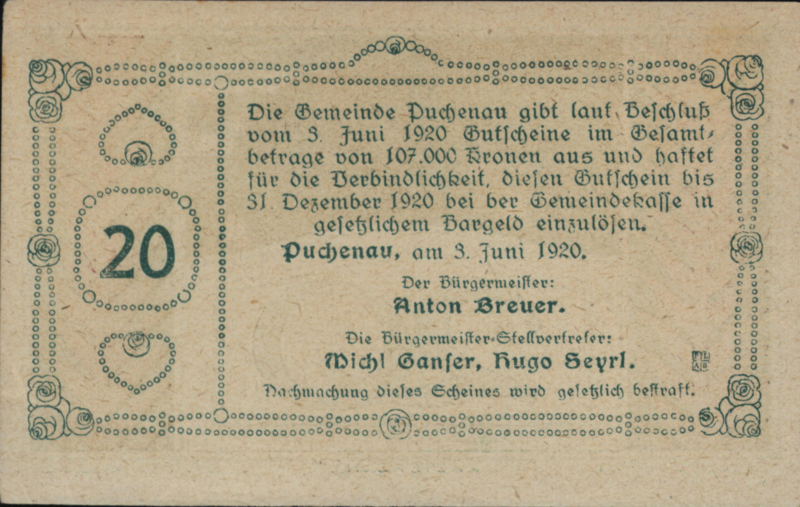 Die Gemeinde Puchenau gibt laut Beschluß
vom 3. Juni 1920 Gutscheine im Gesamt-
betrage von 107.000 Kronen aus und haftet
für die Verbindlichkeit, diesen Gutschein bis
31. Dezember 1920 bei der Gemeindekasse in
gesetzlichem Bargeld einzulösen.
20
Puchenau, am 3. Juni 1920.
Der Bürgermeister:
Anton Breuer.
Die Bürgermeister-Stellvertreter:
Michl Ganser, Hugo Seyrl.
Nachmachung dieses Scheines wird gesetzlich bestraft.